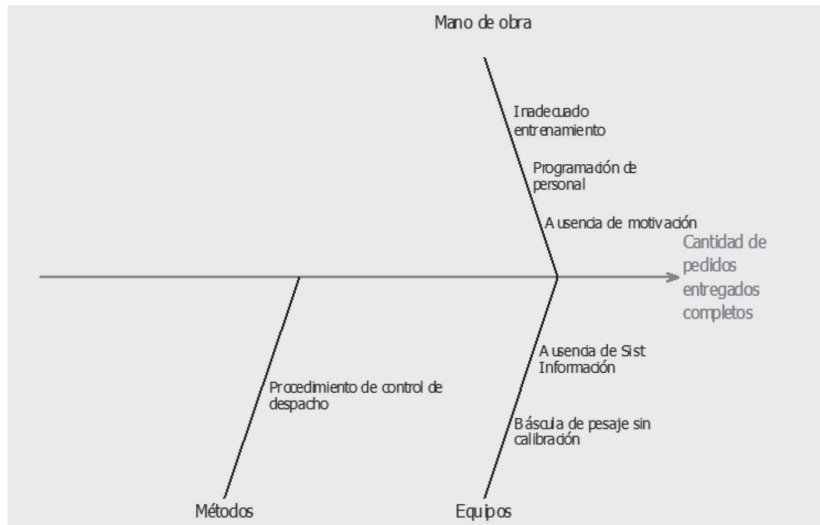 Mano de obra
Inadecuado
entrenamiento
Programación de
personal
Ausencia de motivación
Cantidad de
pedidos
entregados
completos
Ausencia de Sist
Información
Procedimiento de control de
despacho
Báscula de pesaje sin
calibración
Métodos
Equipos